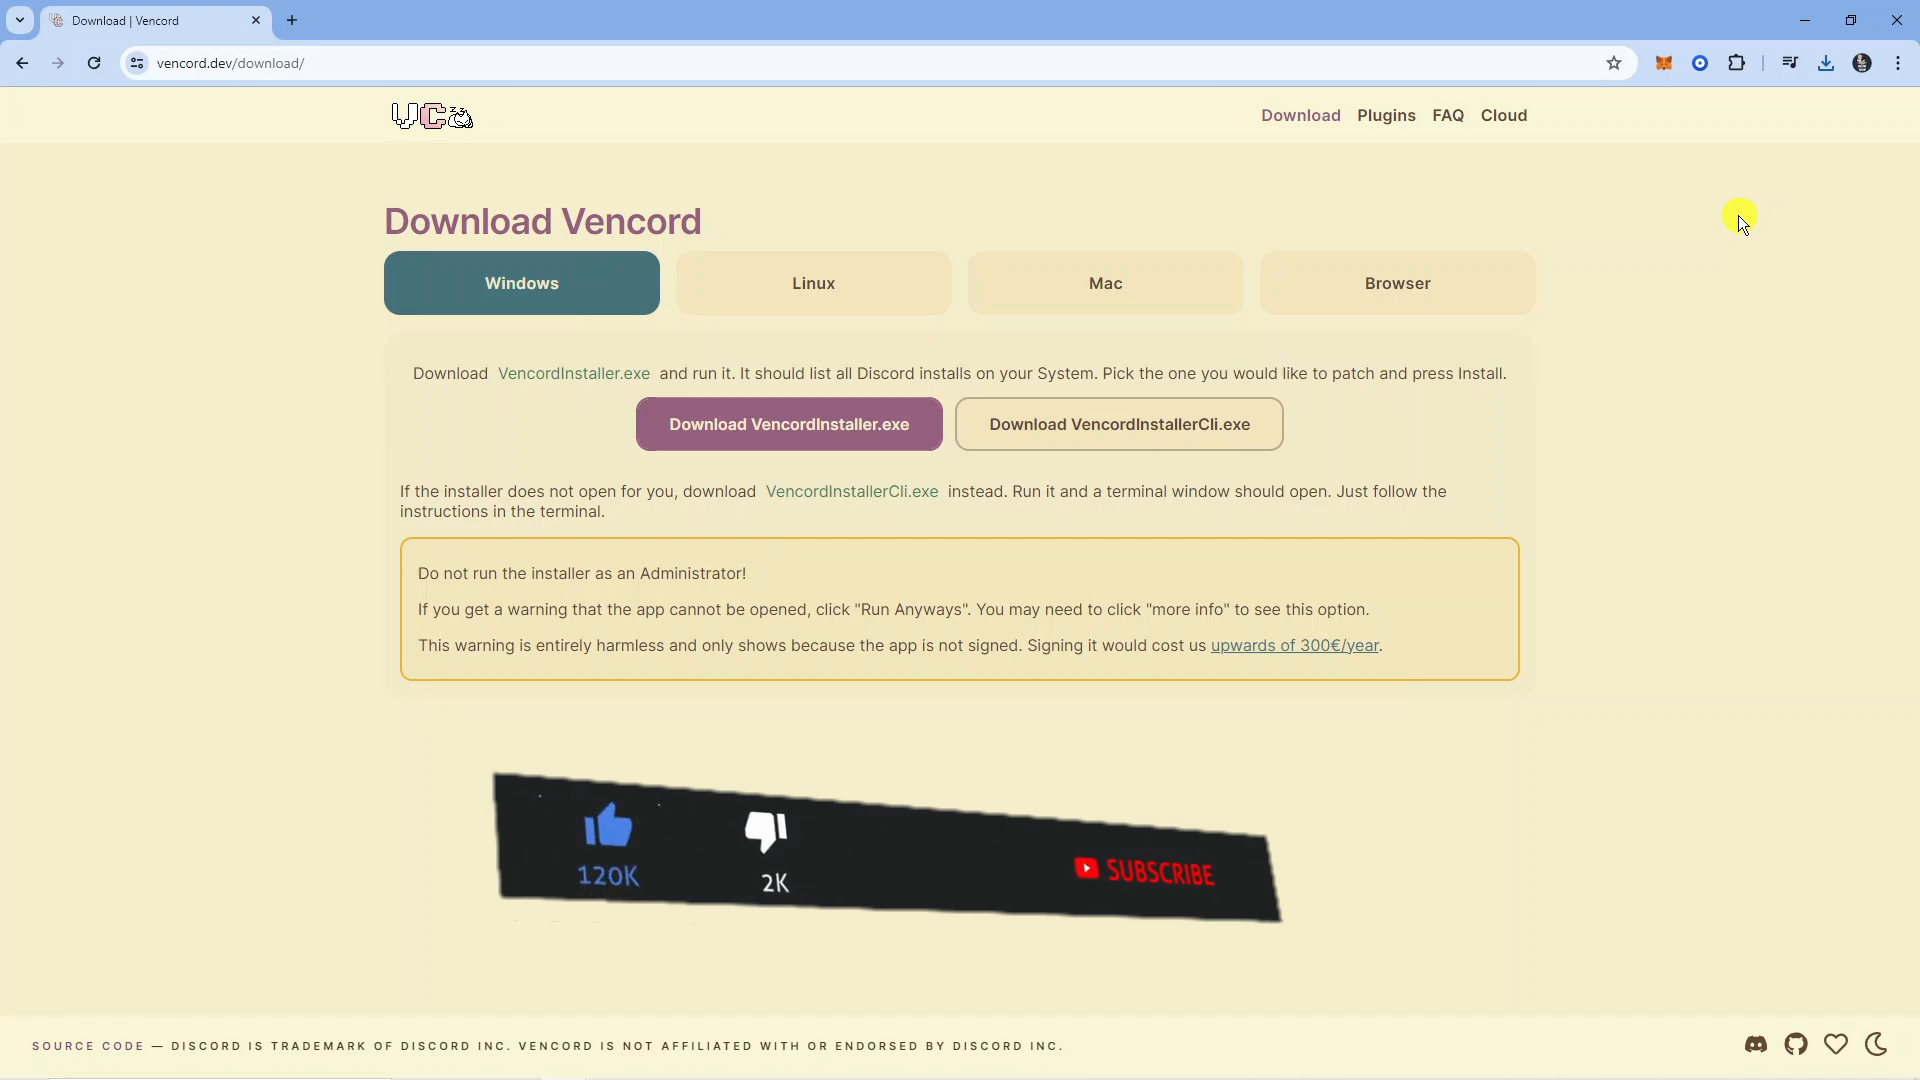 Download | Vencord
vencord.dev/download/
VC
Download Plugins FAQ Cloud
Download Vencord
Windows Linux Mac Browser
Download VencordInstaller.exe and run it. It should list all Discord installs on your System. Pick the one you would like to patch and press Install.
Download VencordInstaller.exe Download VencordInstallerCli.exe
If the installer does not open for you, download VencordInstallerCli.exe instead. Run it and a terminal window should open. Just follow the
instructions in the terminal.
Do not run the installer as an Administrator!
If you get a warning that the app cannot be opened, click "Run Anyways". You may need to click "more info" to see this option.
This warning is entirely harmless and only shows because the app is not signed. Signing it would cost us upwards of 300€/year.
120K 2K SUBSCRIBE
SOURCE CODE — DISCORD IS TRADEMARK OF DISCORD INC. VENCORD IS NOT AFFILIATED WITH OR ENDORSED BY DISCORD INC.